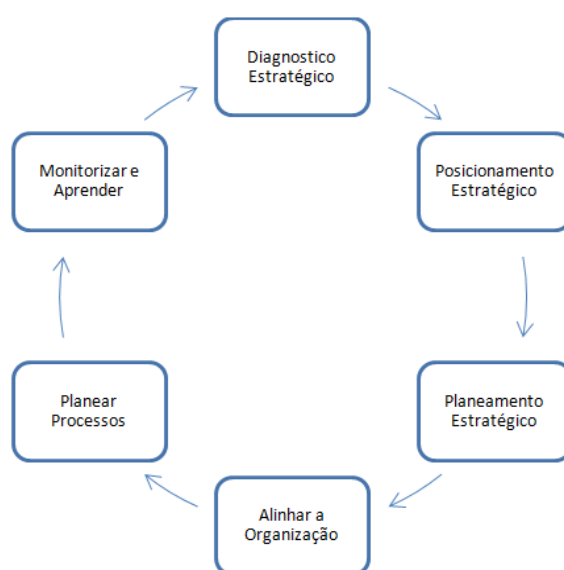 Diagnostico
Estratégico
Posicionamento
Estratégico
Planeamento
Estratégico
Alinhar a
Organização
Planear
Processos
Monitorizar e
Aprender